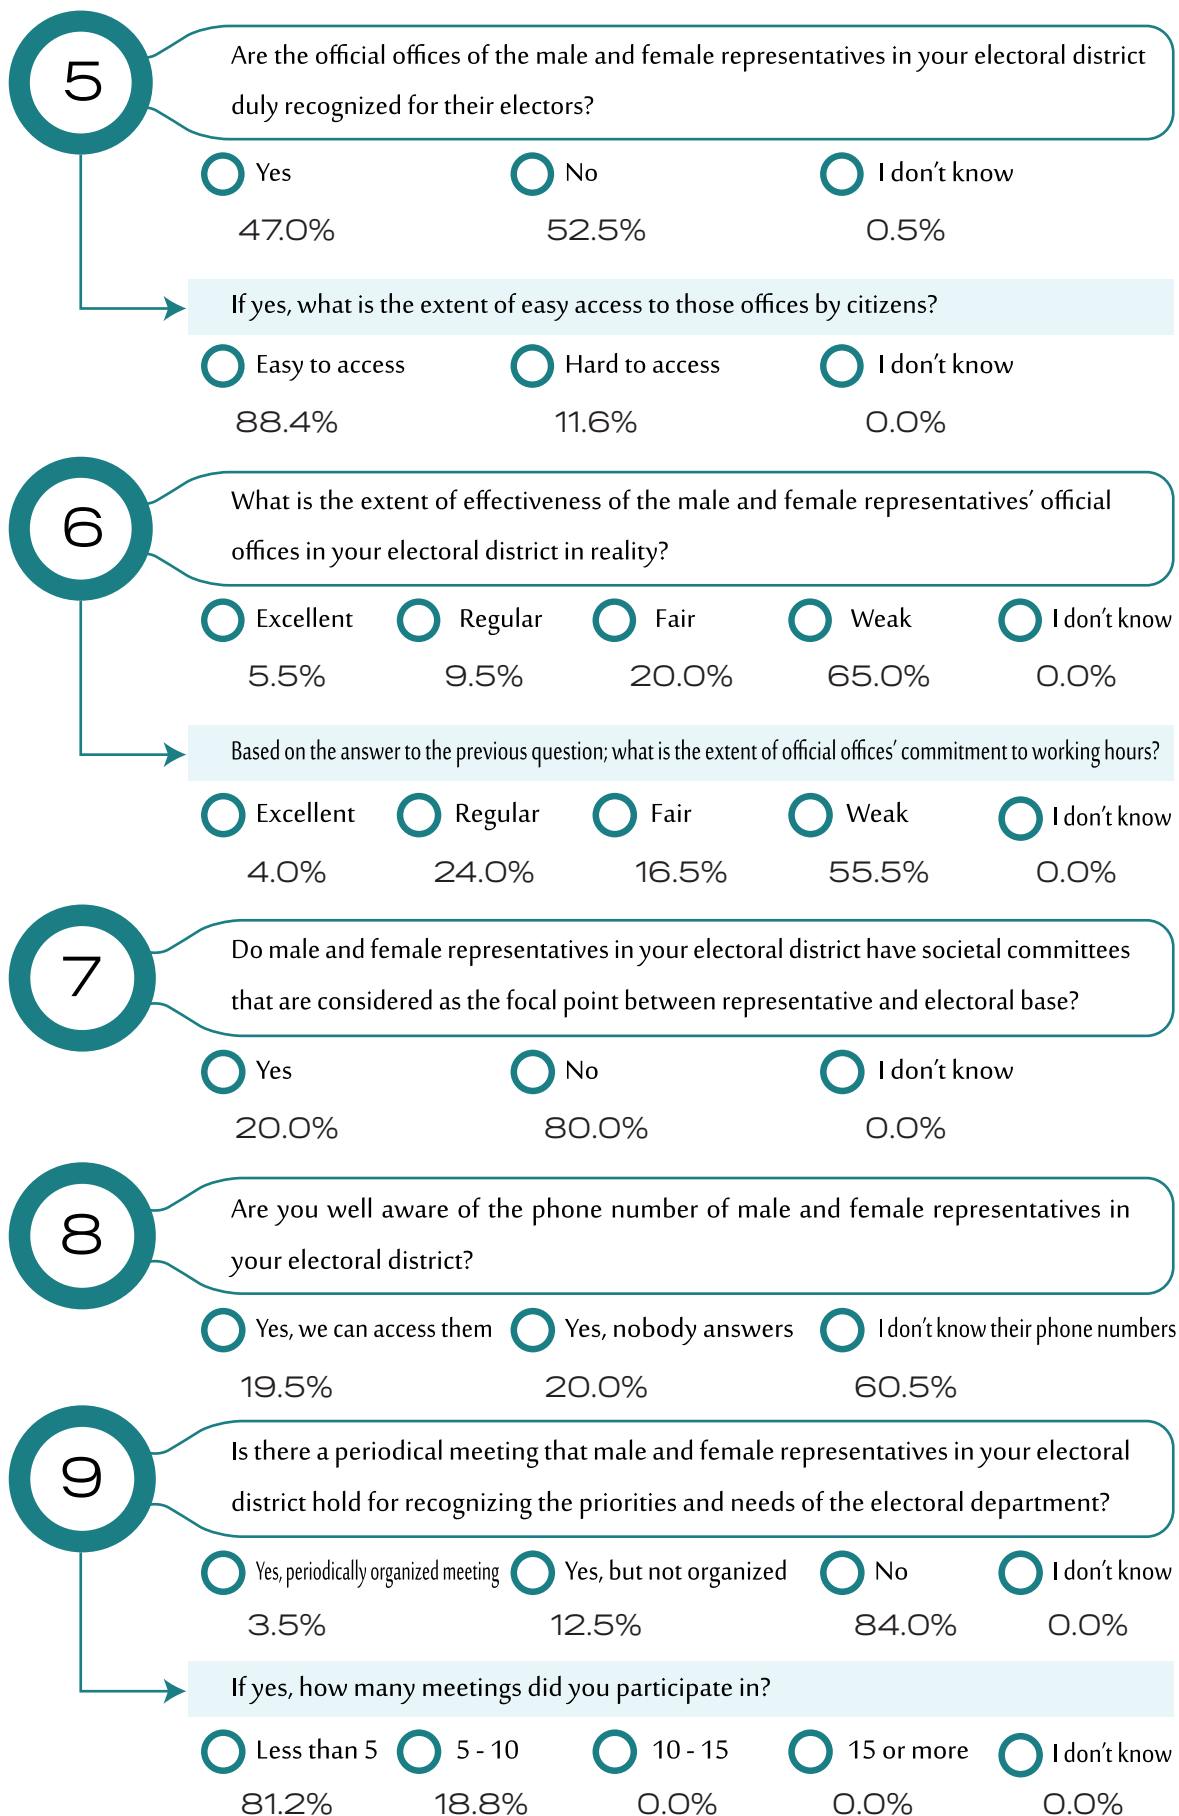 5
Are the official offices of the male and female representatives in your electoral district
duly recognized for their electors?
Yes No I don’t know
47.0% 52.5% 0.5%
If yes, what is the extent of easy access to those offices by citizens?
Easy to access Hard to access I don’t know
88.4% 11.6% 0.0%
6
What is the extent of effectiveness of the male and female representatives’ official
offices in your electoral district in reality?
Excellent Regular Fair Weak I don’t know
5.5% 9.5% 20.0% 65.0% 0.0%
Based on the answer to the previous question; what is the extent of official offices’ commitment to working hours?
Excellent Regular Fair Weak I don’t know
4.0% 24.0% 16.5% 55.5% 0.0%
7
Do male and female representatives in your electoral district have societal committees
that are considered as the focal point between representative and electoral base?
Yes No I don’t know
20.0% 80.0% 0.0%
8
Are you well aware of the phone number of male and female representatives in
your electoral district?
Yes, we can access them Yes, nobody answers I don’t know their phone numbers
19.5% 20.0% 60.5%
9
Is there a periodical meeting that male and female representatives in your electoral
district hold for recognizing the priorities and needs of the electoral department?
Yes, periodically organized meeting Yes, but not organized No I don’t know
3.5% 12.5% 84.0% 0.0%
If yes, how many meetings did you participate in?
Less than 5 5 - 10 10 - 15 15 or more I don’t know
81.2% 18.8% 0.0% 0.0% 0.0%